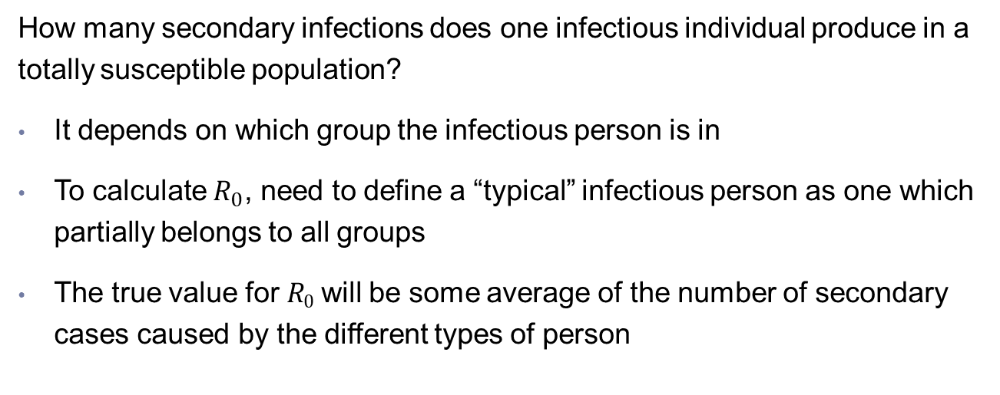 How many secondary infections does one infectious individual produce in a
totally susceptible population?
• It depends on which group the infectious person is in
• To calculate R₀, need to define a “typical” infectious person as one which
partially belongs to all groups
• The true value for R₀ will be some average of the number of secondary
cases caused by the different types of person